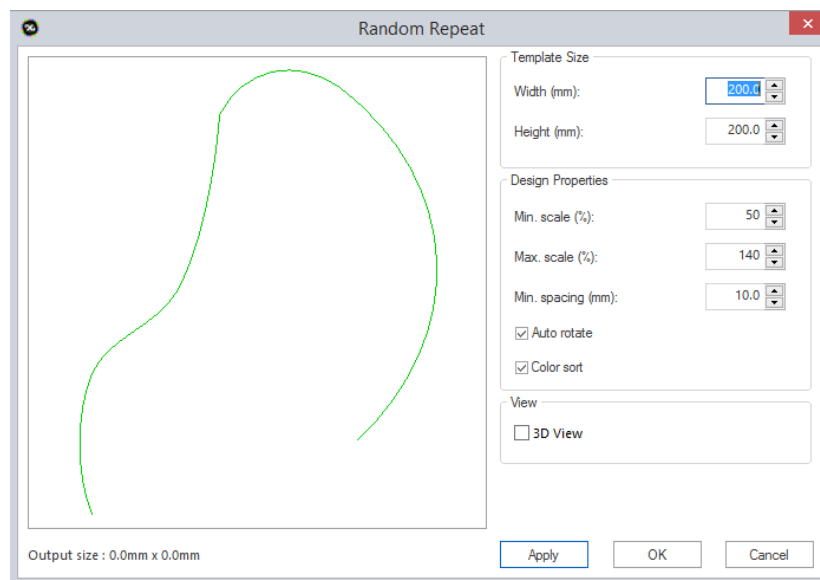 Random Repeat
Template Size
Width (mm): 200.0
Height (mm): 200.0
Design Properties
Min. scale (%): 50
Max. scale (%): 140
Min. spacing (mm): 10.0
Auto rotate
Color sort
View
3D View
Output size : 0.0mm x 0.0mm
Apply OK Cancel